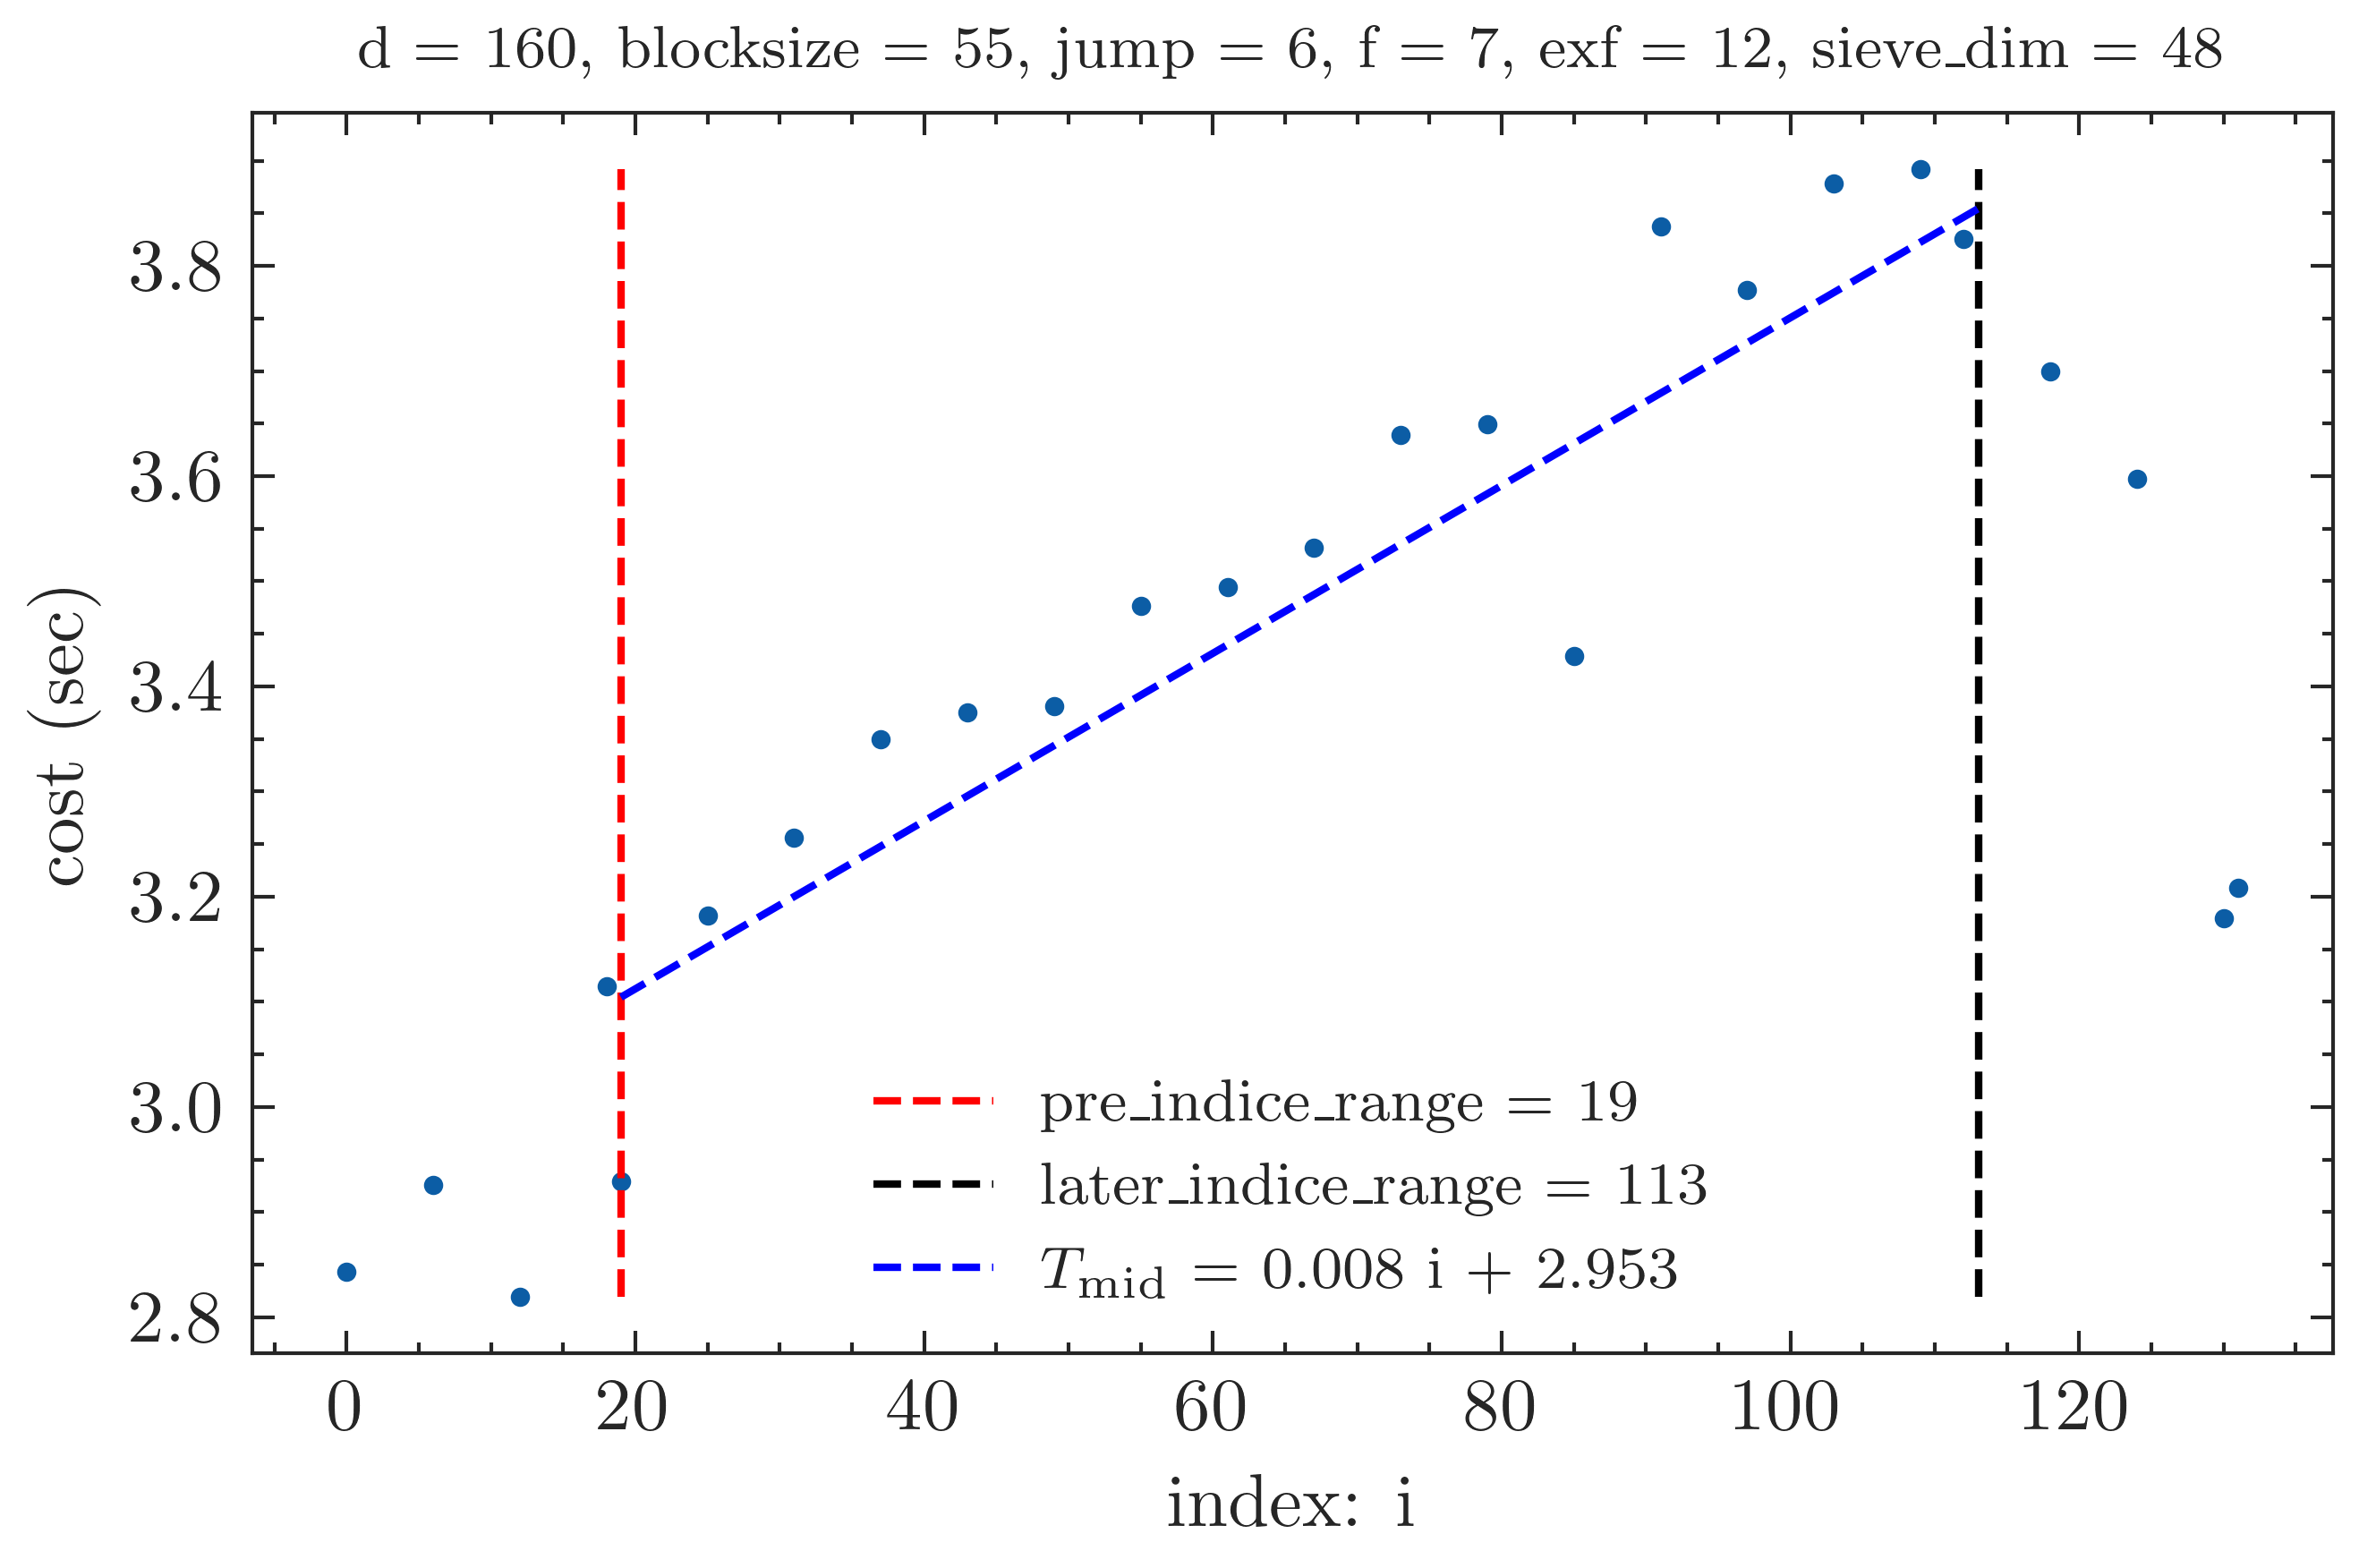 d = 160, blocksize = 55, jump = 6, f = 7, exf = 12, sieve_dim = 48
cost (sec)
3.8
3.6
3.4
3.2
3.0
2.8
pre_indice_range = 19
later_indice_range = 113
T_mid = 0.008 i + 2.953
0 20 40 60 80 100 120
index: i